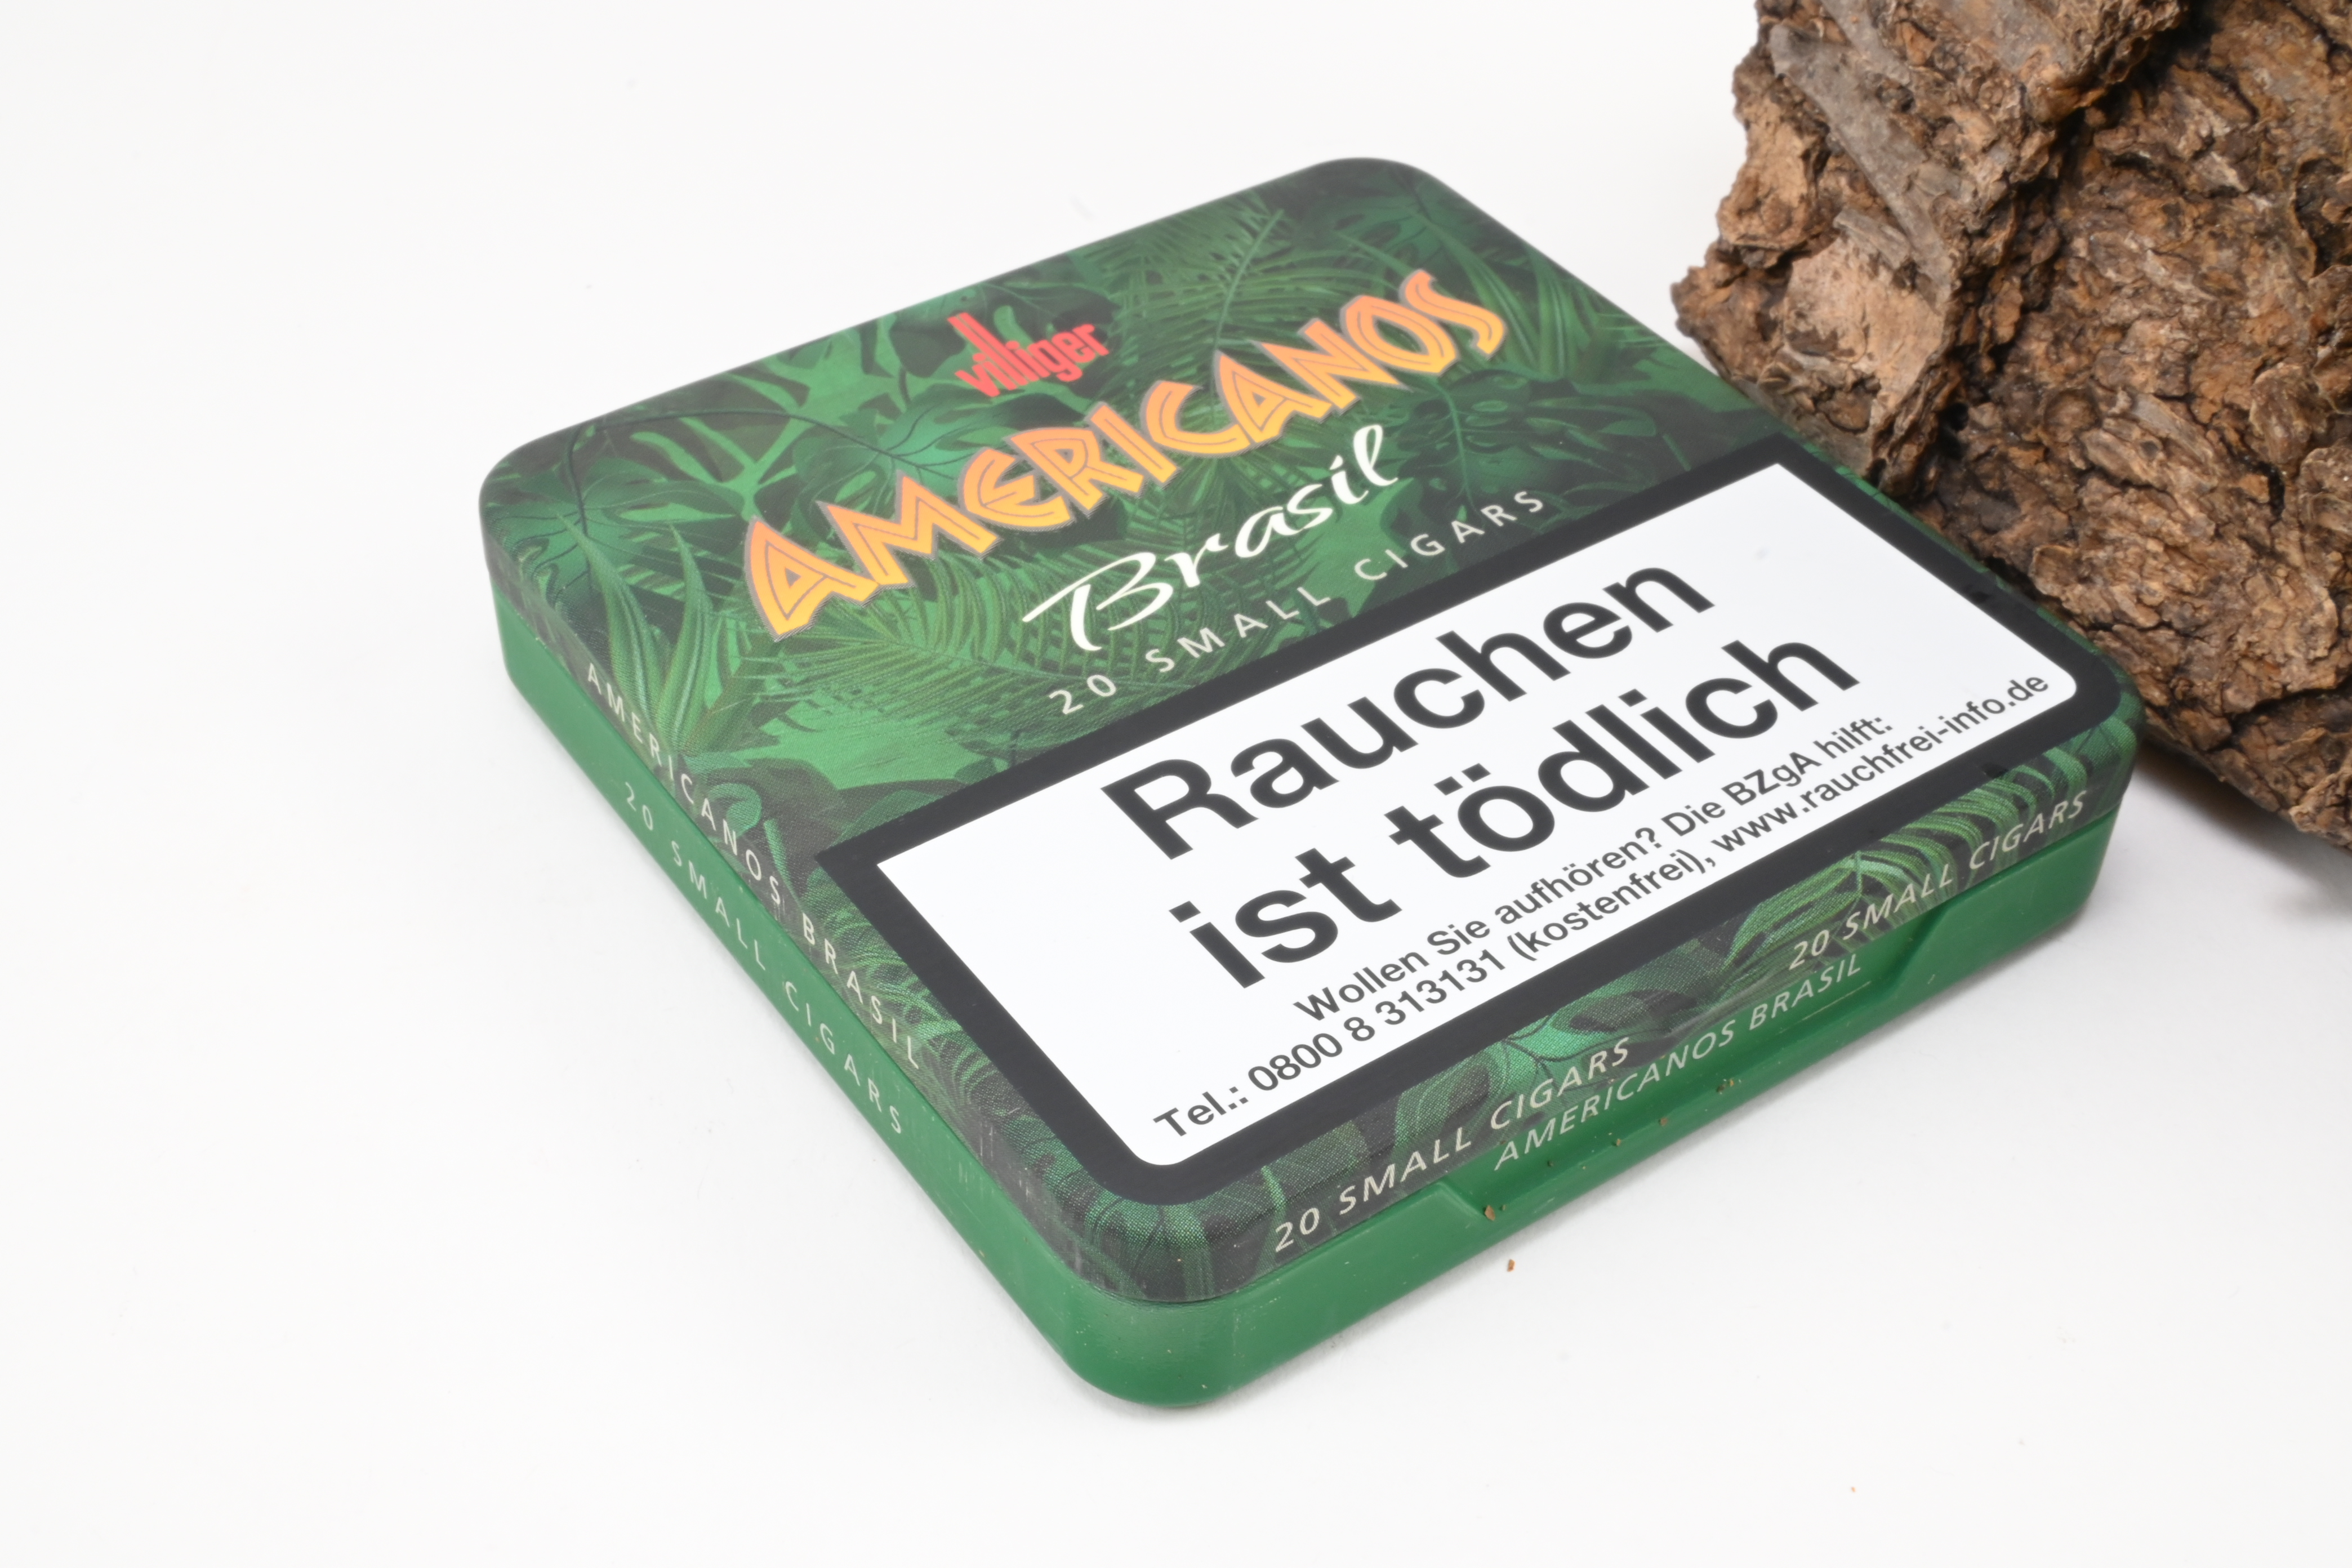 villiger
AMERICANOS
Brasil
20 SMALL CIGARS
Rauchen
ist tödlich
Wollen Sie aufhören? Die BZgA hilft:
Tel.: 0800 8 313131 (kostenfrei), www.rauchfrei-info.de
AMERICANOS BRASIL
20 SMALL CIGARS
20 SMALL CIGARS
20 SMALL CIGARS
AMERICANOS BRASIL